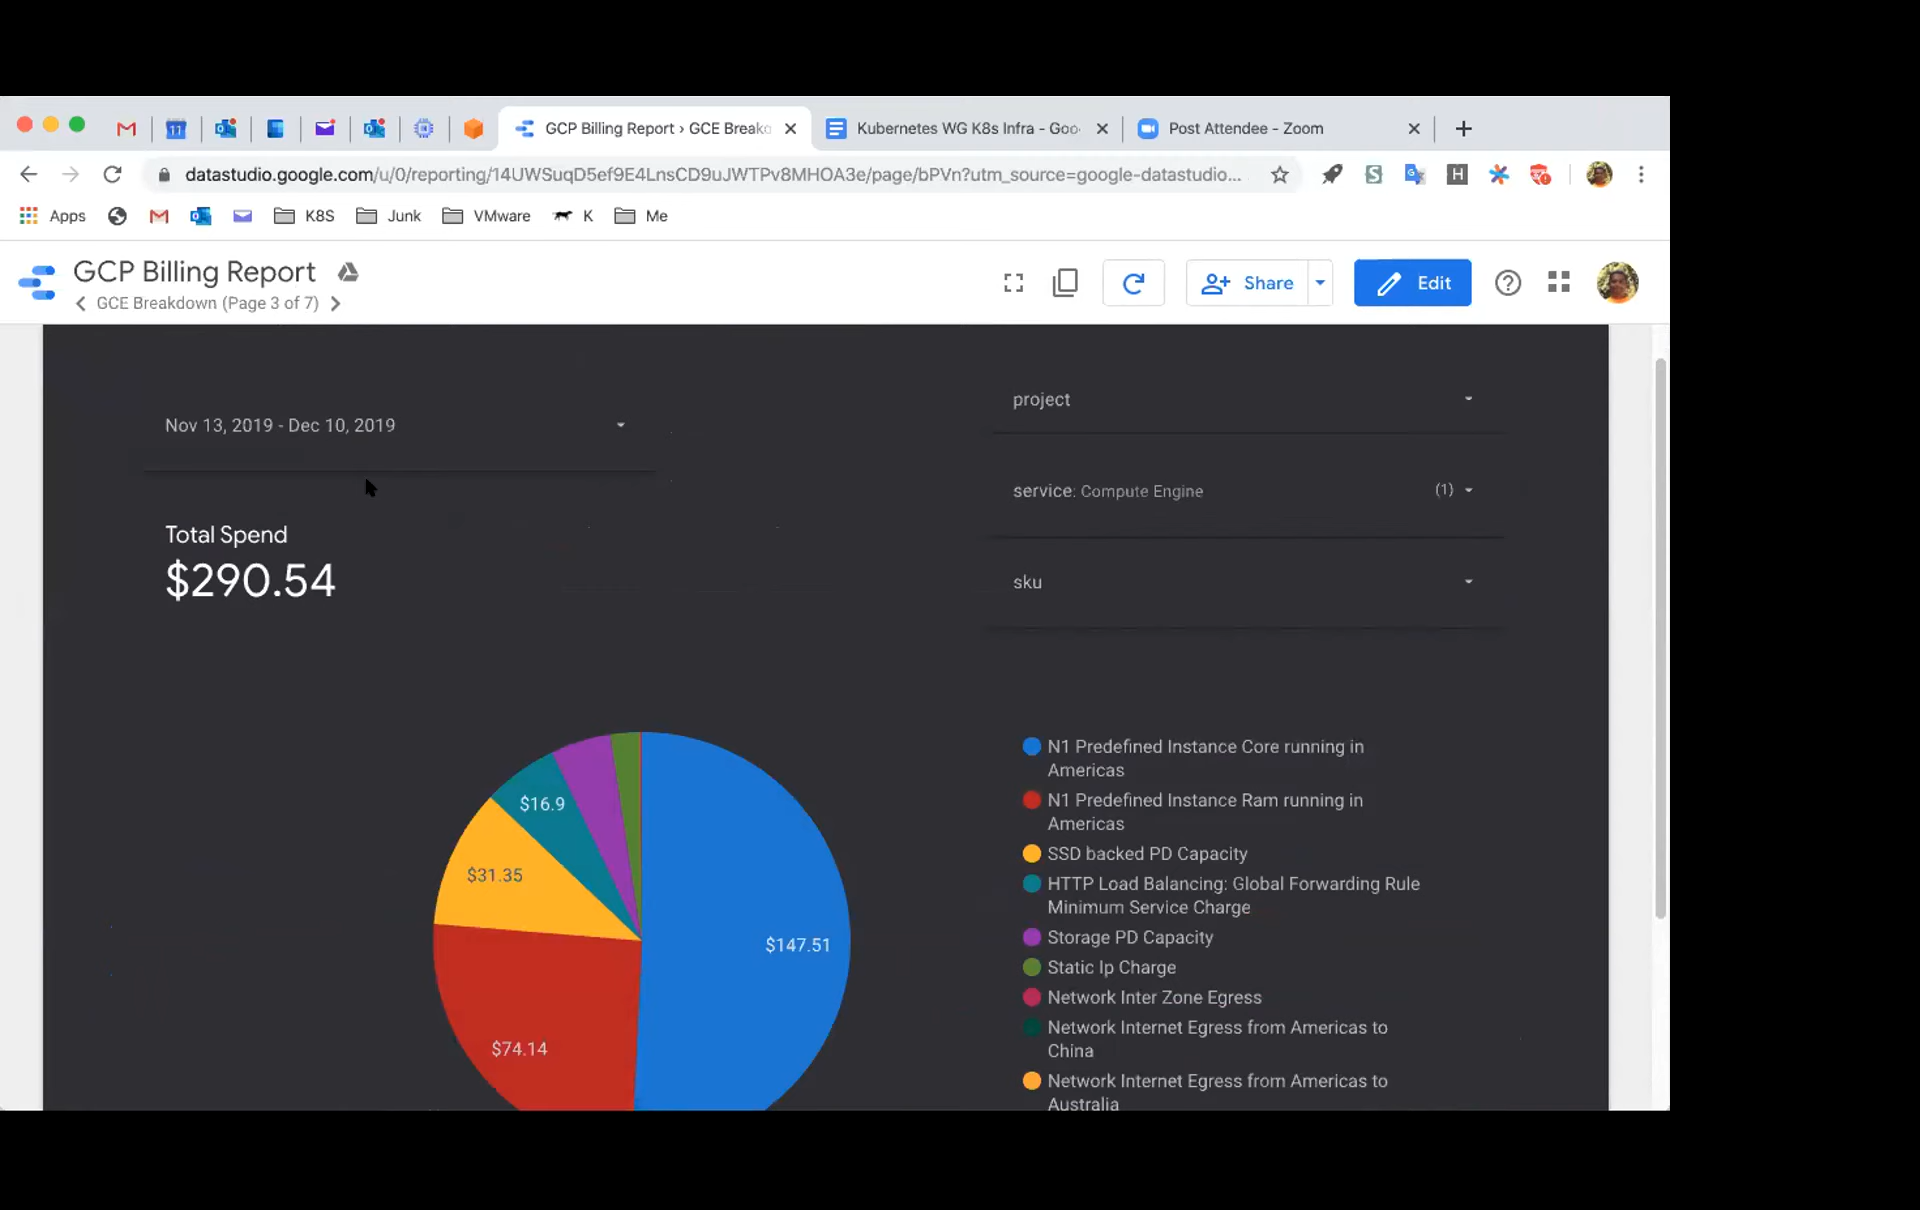 GCP Billing Report › GCE Breakd
Kubernetes WG K8s Infra - Goo
Post Attendee - Zoom
datastudio.google.com/u/0/reporting/14UWSuqD5ef9E4LnsCD9uJWTPv8MHOA3e/page/bPVn?utm_source=google-datastudio...
Apps
K8S
Junk
VMware
K
Me
GCP Billing Report
GCE Breakdown (Page 3 of 7)
Share
Edit
Nov 13, 2019 - Dec 10, 2019
project
service: Compute Engine
(1)
sku
Total Spend
$290.54
$16.9
$31.35
$147.51
$74.14
N1 Predefined Instance Core running in
Americas
N1 Predefined Instance Ram running in
Americas
SSD backed PD Capacity
HTTP Load Balancing: Global Forwarding Rule
Minimum Service Charge
Storage PD Capacity
Static Ip Charge
Network Inter Zone Egress
Network Internet Egress from Americas to
China
Network Internet Egress from Americas to
Australia